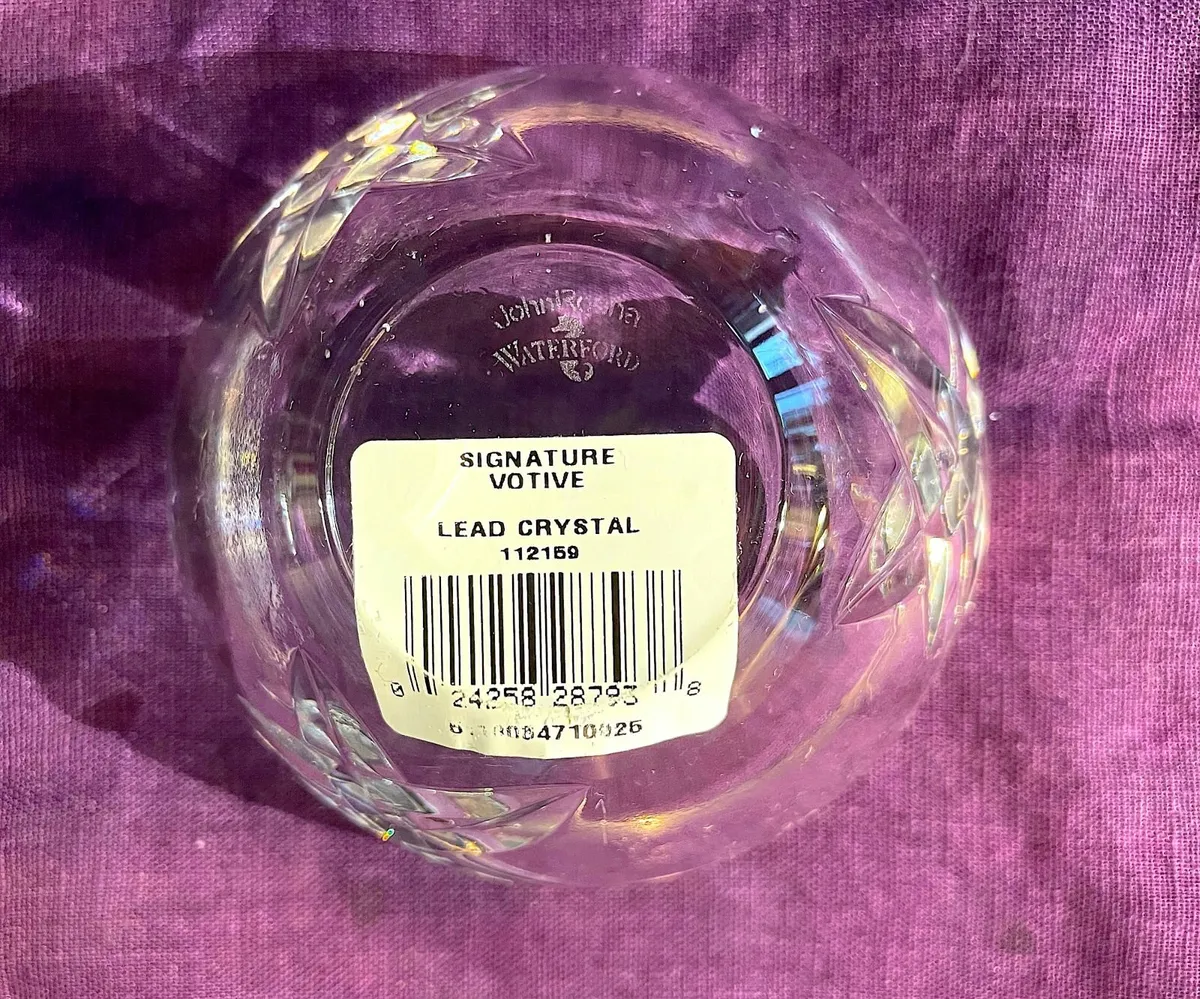 John Rocha
WATERFORD
SIGNATURE
VOTIVE
LEAD CRYSTAL
112159
0 24258 28793 8